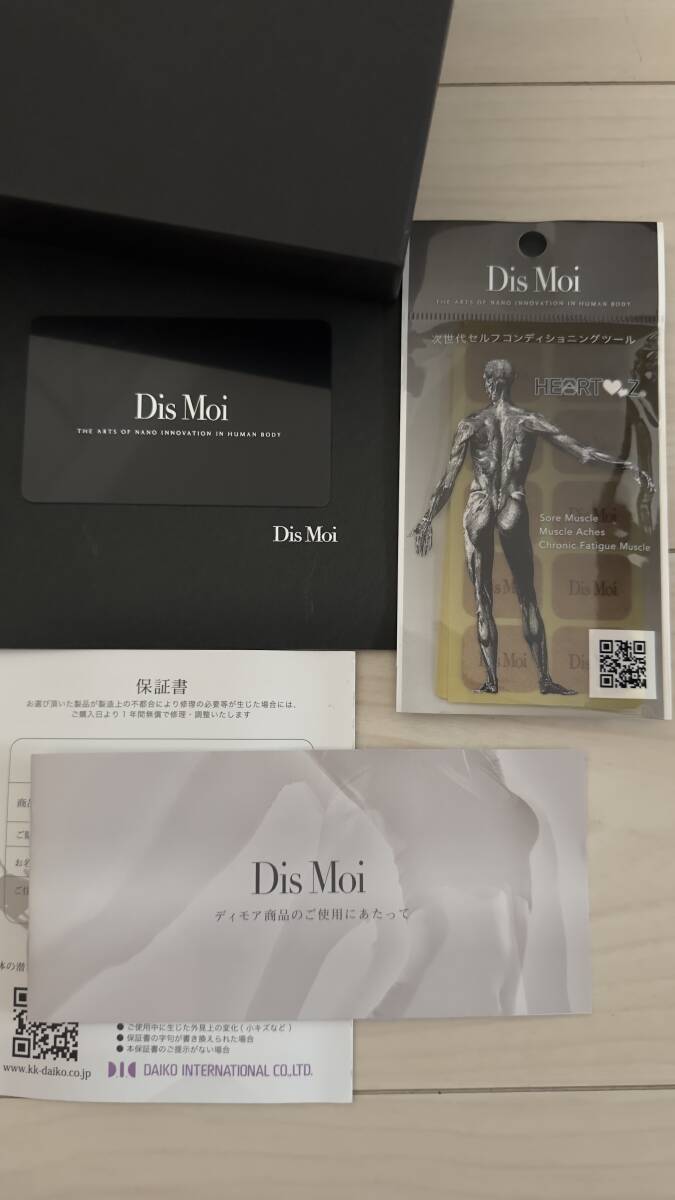 Dis Moi
THE ARTS OF NANO INNOVATION IN HUMAN BODY
Dis Moi
Dis Moi
THE ARTS OF NANO INNOVATION IN HUMAN BODY
次世代セルフコンディショニングツール
HEART Z
Sore Muscle
Muscle Aches
Chronic Fatigue Muscle
Dis Moi
Dis Moi
保証書
お選び頂いた製品が製造上の不都合により修理の必要等が生じた場合には、
ご購入日より1年間無償で修理・調整いたします
Dis Moi
ディモア商品のご使用にあたって
● ご使用中に生じた外見上の変化(小キズなど)
● 保証書の字句が書き換えられた場合
● 本保証書のご提示がない場合
www.kk-daiko.co.jp
DIC DAIKO INTERNATIONAL CO.,LTD.